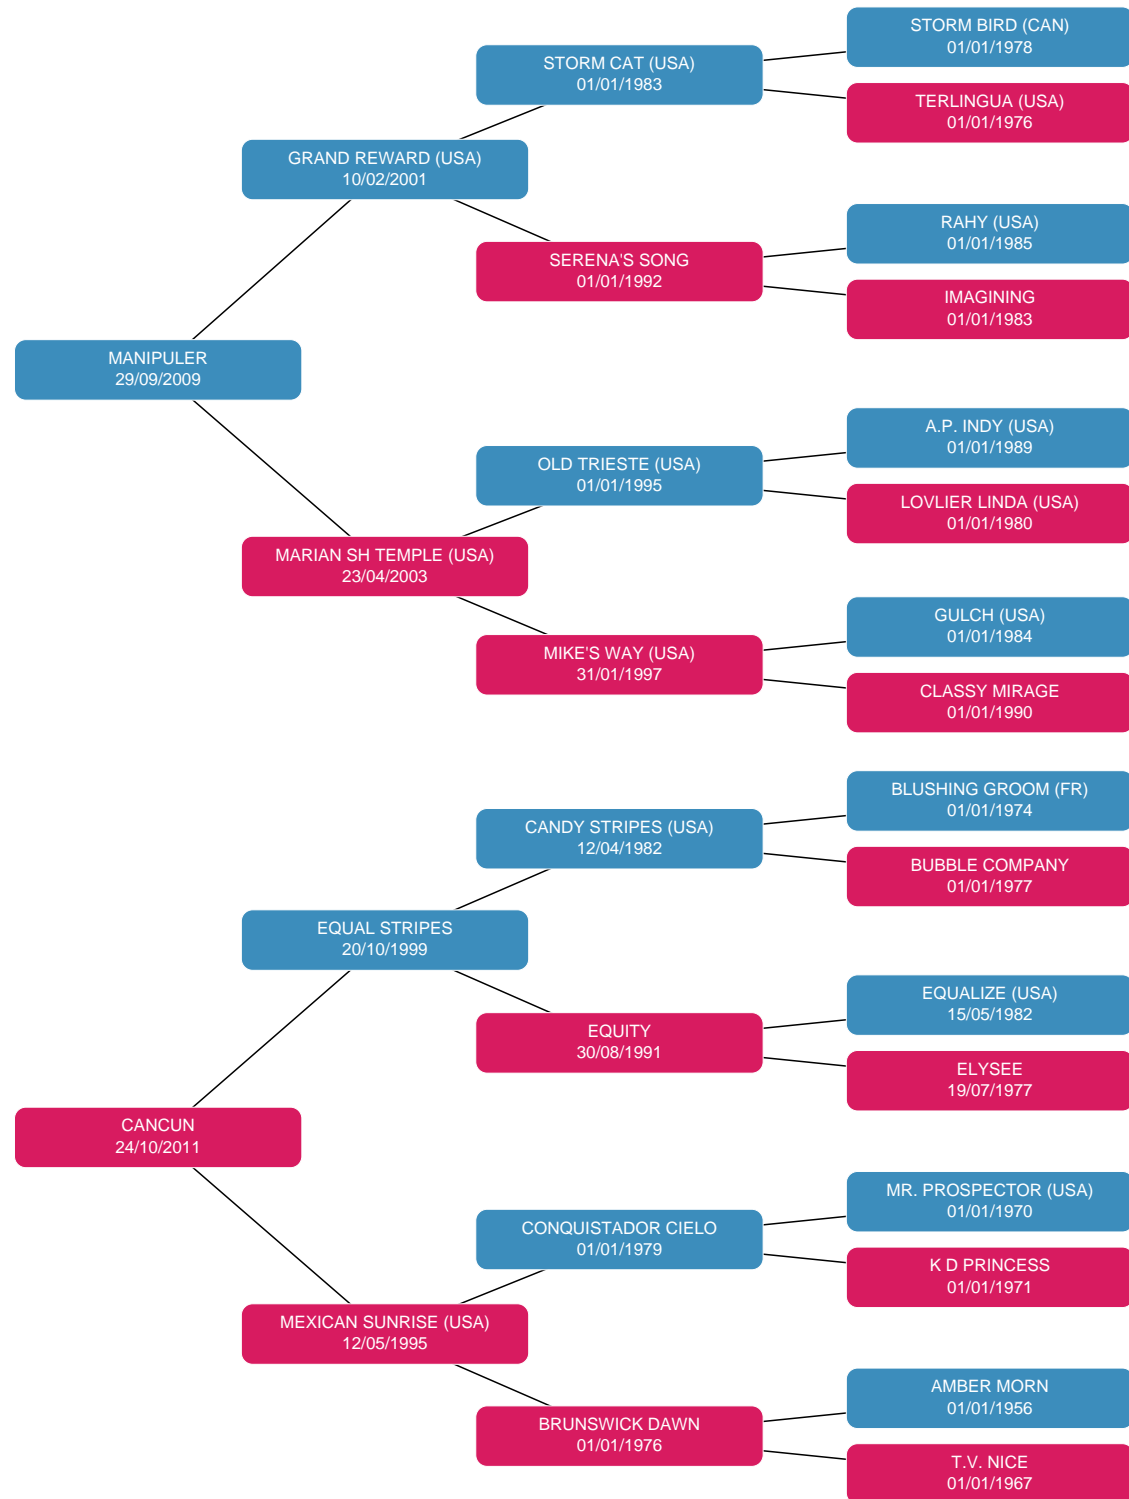 STORM BIRD (CAN)
01/01/1978
STORM CAT (USA)
01/01/1983
TERLINGUA (USA)
01/01/1976
GRAND REWARD (USA)
10/02/2001
RAHY (USA)
01/01/1985
SERENA'S SONG
01/01/1992
IMAGINING
01/01/1983
MANIPULER
29/09/2009
A.P. INDY (USA)
01/01/1989
OLD TRIESTE (USA)
01/01/1995
LOVLIER LINDA (USA)
01/01/1980
MARIAN SH TEMPLE (USA)
23/04/2003
GULCH (USA)
01/01/1984
MIKE'S WAY (USA)
31/01/1997
CLASSY MIRAGE
01/01/1990
BLUSHING GROOM (FR)
01/01/1974
CANDY STRIPES (USA)
12/04/1982
BUBBLE COMPANY
01/01/1977
EQUAL STRIPES
20/10/1999
EQUALIZE (USA)
15/05/1982
EQUITY
30/08/1991
ELYSEE
19/07/1977
CANCUN
24/10/2011
MR. PROSPECTOR (USA)
01/01/1970
CONQUISTADOR CIELO
01/01/1979
K D PRINCESS
01/01/1971
MEXICAN SUNRISE (USA)
12/05/1995
AMBER MORN
01/01/1956
BRUNSWICK DAWN
01/01/1976
T.V. NICE
01/01/1967